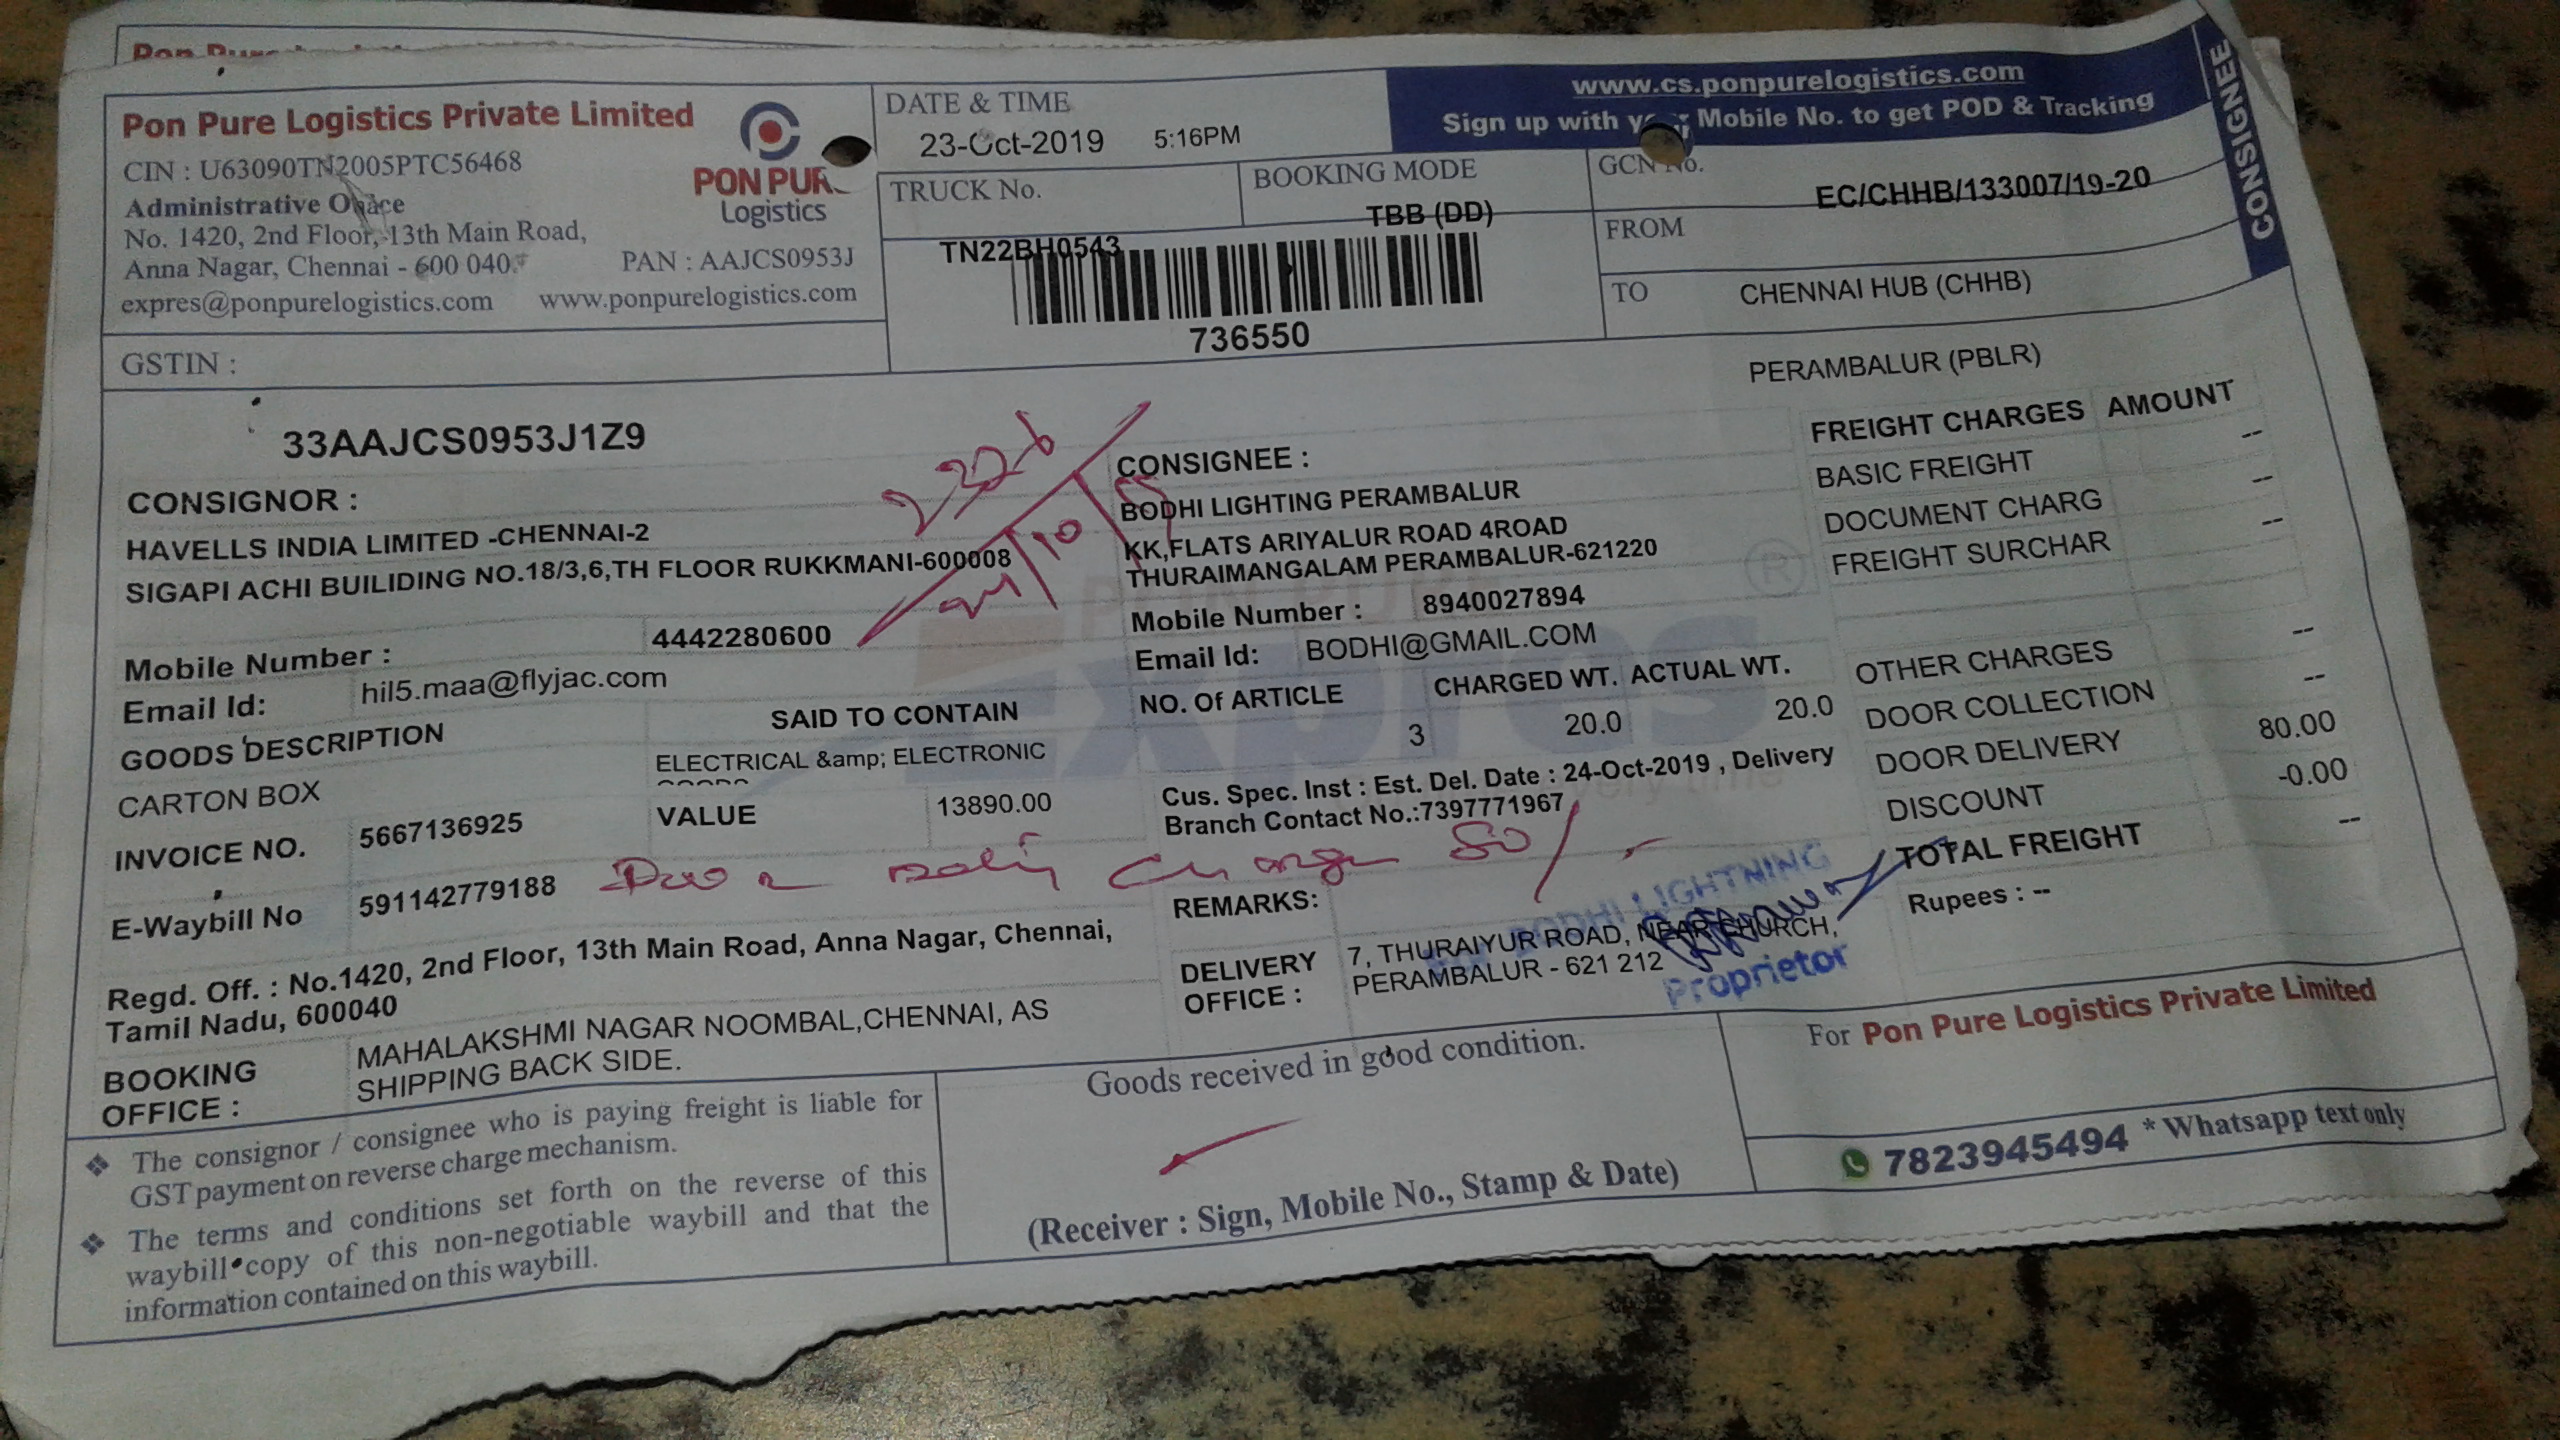 Pon Pure Logistics Private Limited
CIN : U63090TN2005PTC56468
Administrative
No. 1420, 2nd Floor, 13th Main Road,
Anna Nagar, Chennai - 600 040.
PAN : AAJCS0953J
expres@ponpurelogistics.com www.ponpurelogistics.com
PON PUR
Logistics
GSTIN :
33AAJCS0953J1Z9
DATE & TIME
23-Oct-2019 5:16PM
www.cs.ponpurelogistics.com
Sign up with Mobile No. to get POD & Tracking
CONSIGNEE
TRUCK No.
TN22BH0543
BOOKING MODE
TBB (DD)
GCN No.
EC/CHHB/133007/19-20
736550
FROM
TO CHENNAI HUB (CHHB)
PERAMBALUR (PBLR)
CONSIGNOR :
HAVELLS INDIA LIMITED -CHENNAI-2
SIGAPI ACHI BUILIDING NO.18/3,6,TH FLOOR RUKKMANI-600008
Mobile Number : 4442280600
Email Id: hil5.maa@flyjac.com
GOODS DESCRIPTION SAID TO CONTAIN
CARTON BOX ELECTRICAL &amp; ELECTRONIC
INVOICE NO. 5667136925 VALUE 13890.00
E-Waybill No 591142779188
Regd. Off. : No.1420, 2nd Floor, 13th Main Road, Anna Nagar, Chennai,
Tamil Nadu, 600040
BOOKING OFFICE : MAHALAKSHMI NAGAR NOOMBAL,CHENNAI, AS
SHIPPING BACK SIDE.
CONSIGNEE :
BODHI LIGHTING PERAMBALUR
KK,FLATS ARIYALUR ROAD 4ROAD
THURAIMANGALAM PERAMBALUR-621220
Mobile Number : 8940027894
Email Id: BODHI@GMAIL.COM
NO. Of ARTICLE CHARGED WT. ACTUAL WT.
3 20.0 20.0
Cus. Spec. Inst : Est. Del. Date : 24-Oct-2019 , Delivery
Branch Contact No.:7397771967
REMARKS:
DELIVERY OFFICE : 7, THURAIYUR ROAD, NEAR CHURCH,
PERAMBALUR - 621 212
BODHI LIGHTNING
Proprietor
FREIGHT CHARGES AMOUNT
BASIC FREIGHT --
DOCUMENT CHARG --
FREIGHT SURCHAR --
OTHER CHARGES --
DOOR COLLECTION --
DOOR DELIVERY 80.00
DISCOUNT -0.00
TOTAL FREIGHT --
Rupees : --
❖ The consignor / consignee who is paying freight is liable for
GST payment on reverse charge mechanism.
❖ The terms and conditions set forth on the reverse of this
waybill copy of this non-negotiable waybill and that the
information contained on this waybill.
Goods received in good condition.
(Receiver : Sign, Mobile No., Stamp & Date)
For Pon Pure Logistics Private Limited
7823945494 * Whatsapp text only